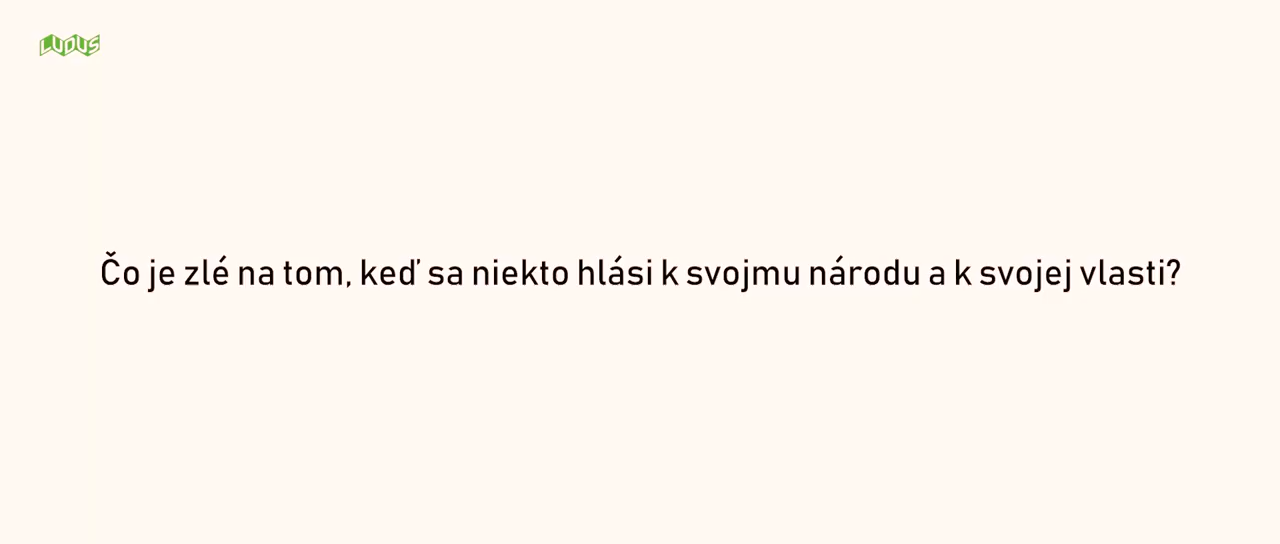 LUDUS
Čo je zlé na tom, keď sa niekto hlási k svojmu národu a k svojej vlasti?